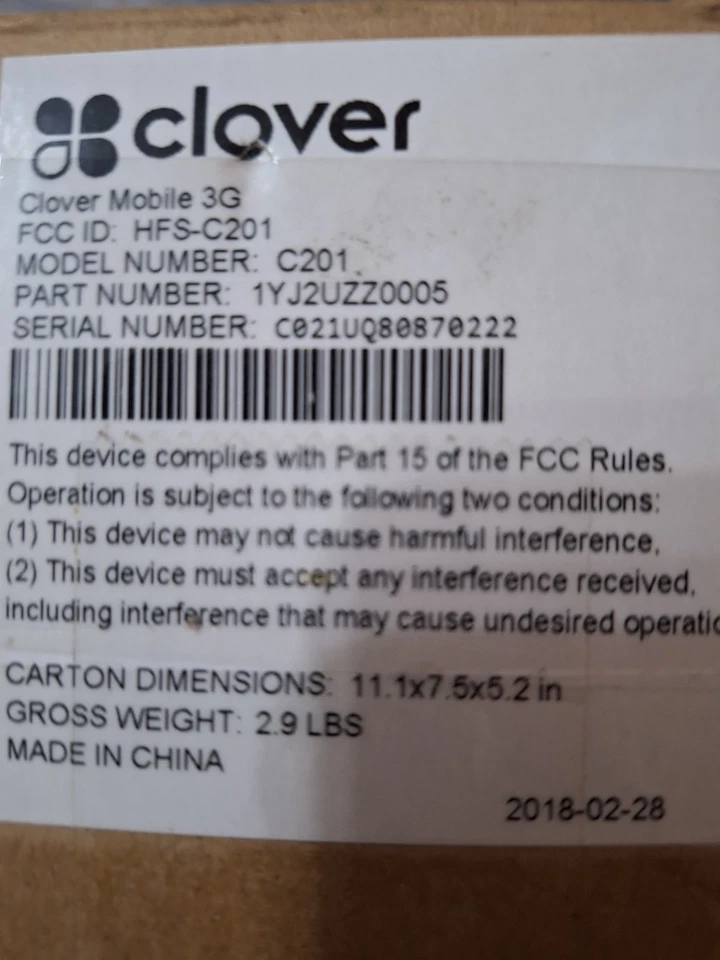 clover
Clover Mobile 3G
FCC ID: HFS-C201
MODEL NUMBER: C201
PART NUMBER: 1YJ2UZZ0005
SERIAL NUMBER: C021UQ80870222
This device complies with Part 15 of the FCC Rules.
Operation is subject to the following two conditions:
(1) This device may not cause harmful interference,
(2) This device must accept any interference received,
including interference that may cause undesired operatio
CARTON DIMENSIONS: 11.1x7.5x5.2 in
GROSS WEIGHT: 2.9 LBS
MADE IN CHINA
2018-02-28